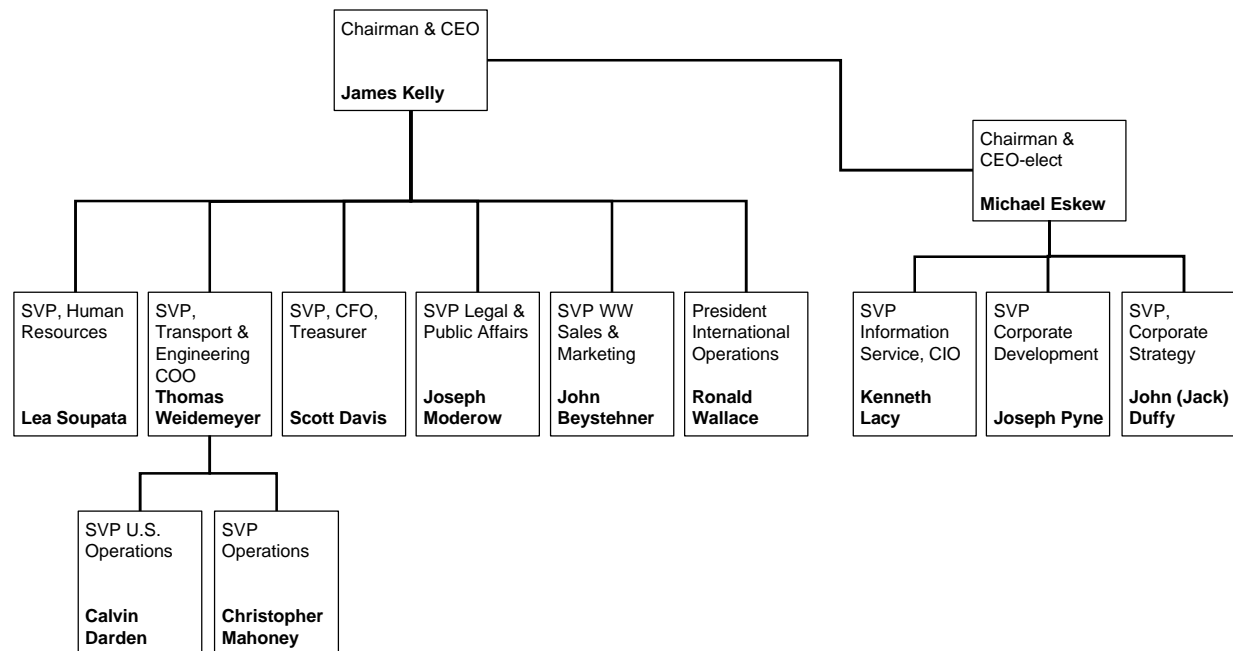 Chairman & CEO
James Kelly
Chairman &
CEO-elect
Michael Eskew
SVP, Human
Resources
Lea Soupata
SVP,
Transport &
Engineering
COO
Thomas
Weidemeyer
SVP, CFO,
Treasurer
Scott Davis
SVP Legal &
Public Affairs
Joseph
Moderow
SVP WW
Sales &
Marketing
John
Beystehner
President
International
Operations
Ronald
Wallace
SVP
Information
Service, CIO
Kenneth
Lacy
SVP
Corporate
Development
Joseph Pyne
SVP,
Corporate
Strategy
John (Jack)
Duffy
SVP U.S.
Operations
Calvin
Darden
SVP
Operations
Christopher
Mahoney